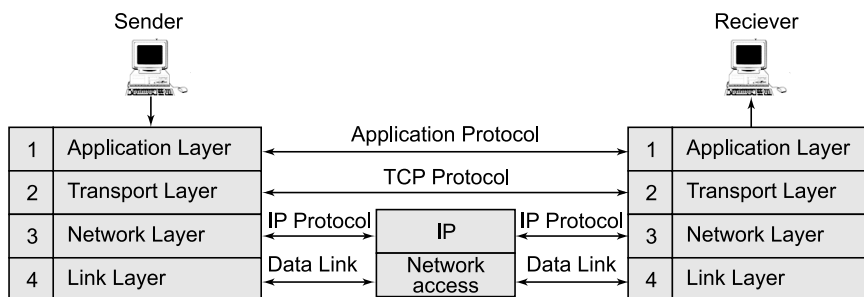 Sender
Reciever
1 Application Layer
Application Protocol
1 Application Layer
2 Transport Layer
TCP Protocol
2 Transport Layer
3 Network Layer
IP Protocol
IP
IP Protocol
3 Network Layer
4 Link Layer
Data Link
Network
access
Data Link
4 Link Layer